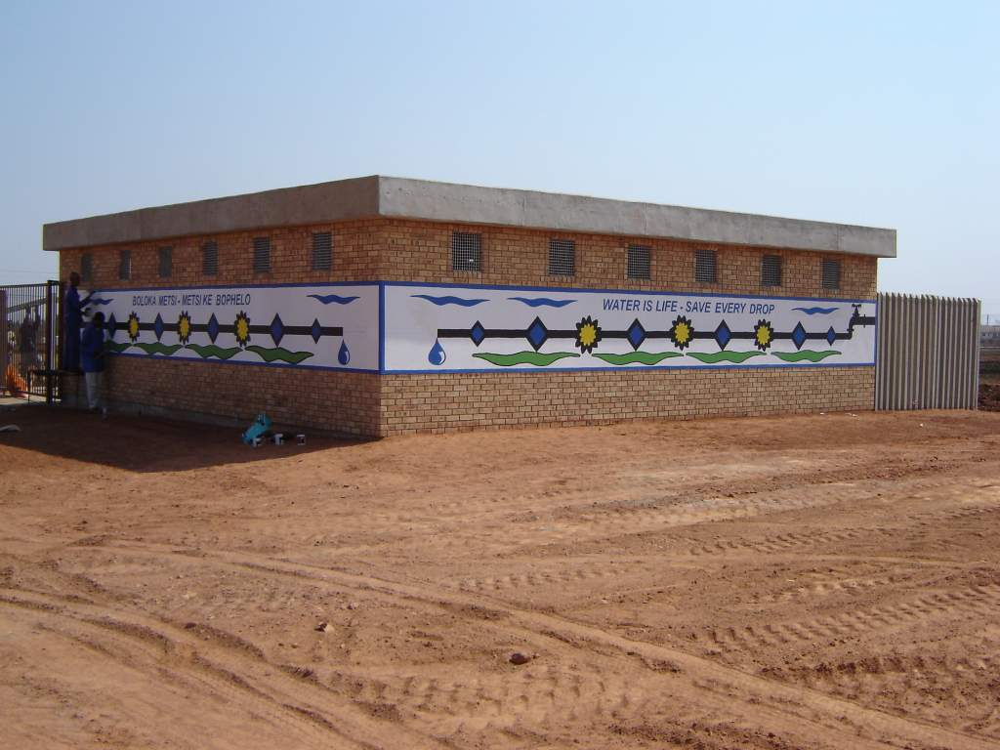 BOLOKA METSI - METSI KE BOPHELO
WATER IS LIFE - SAVE EVERY DROP